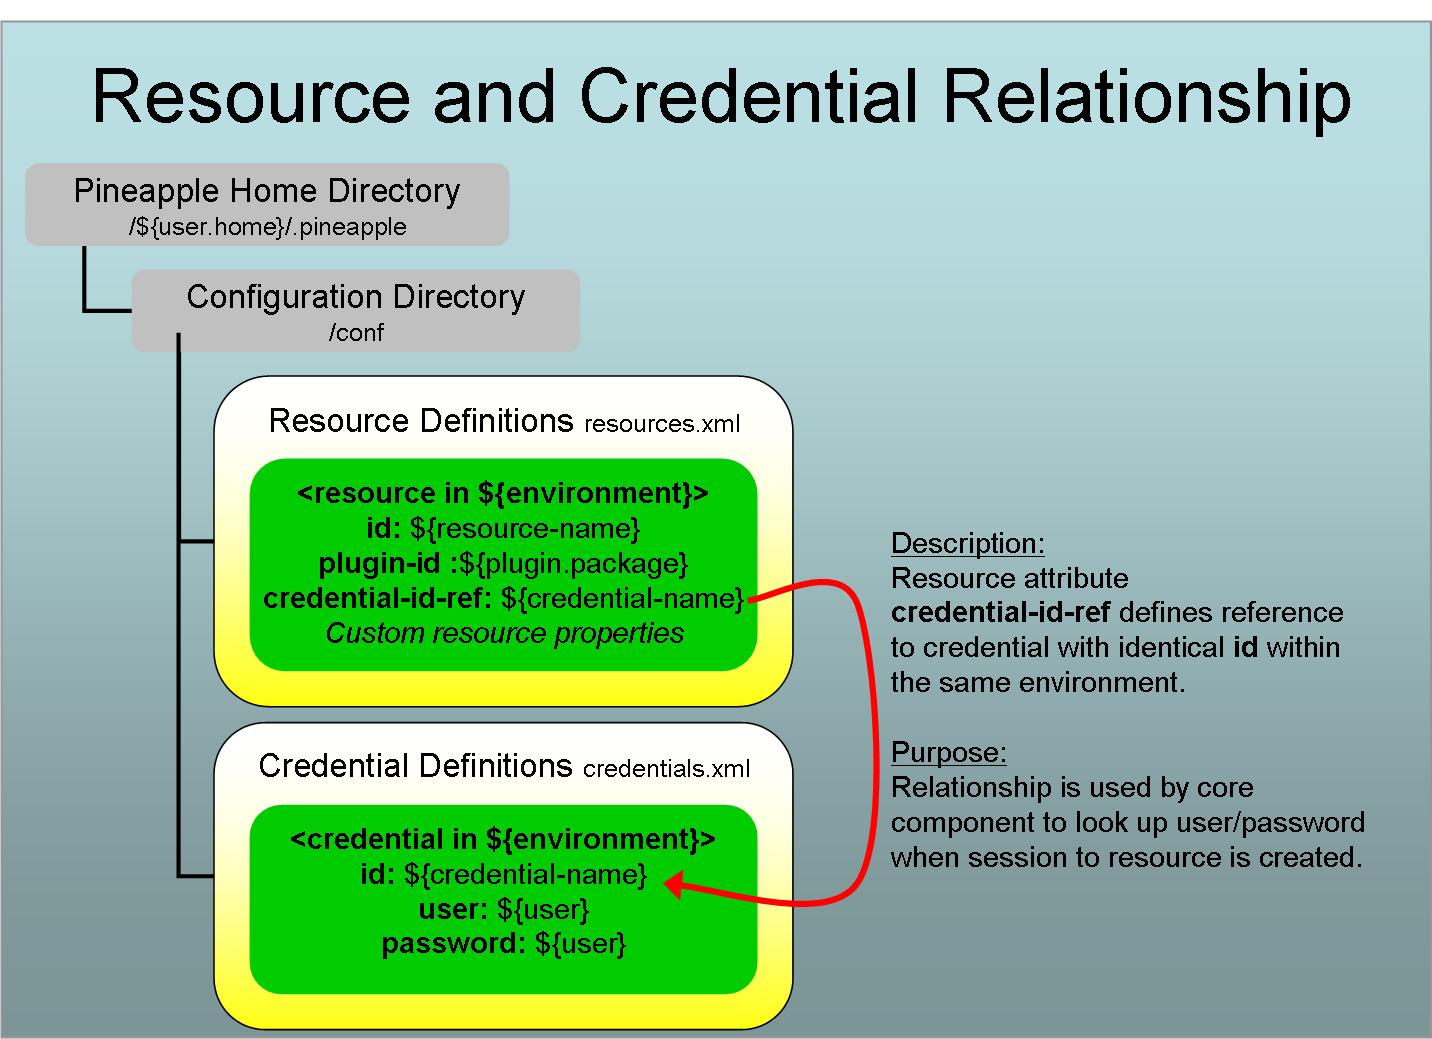 Resource and Credential Relationship
Pineapple Home Directory
/${user.home}/.pineapple
Configuration Directory
/conf
Resource Definitions resources.xml
<resource in ${environment}>
id: ${resource-name}
plugin-id :${plugin.package}
credential-id-ref: ${credential-name}
Custom resource properties
Credential Definitions credentials.xml
<credential in ${environment}>
id: ${credential-name}
user: ${user}
password: ${user}
Description:
Resource attribute
credential-id-ref defines reference
to credential with identical id within
the same environment.
Purpose:
Relationship is used by core
component to look up user/password
when session to resource is created.